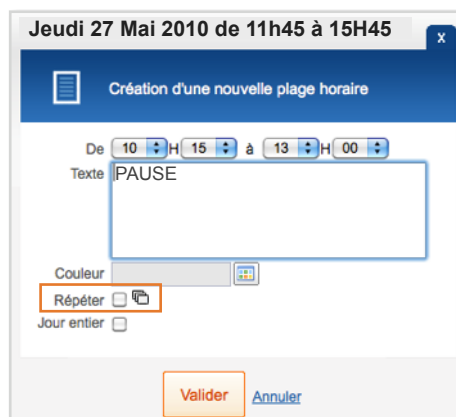 Jeudi 27 Mai 2010 de 11h45 à 15H45
x
Création d'une nouvelle plage horaire
De 10 H 15 à 13 H 00
Texte PAUSE
Couleur
Répéter
Jour entier
Valider Annuler